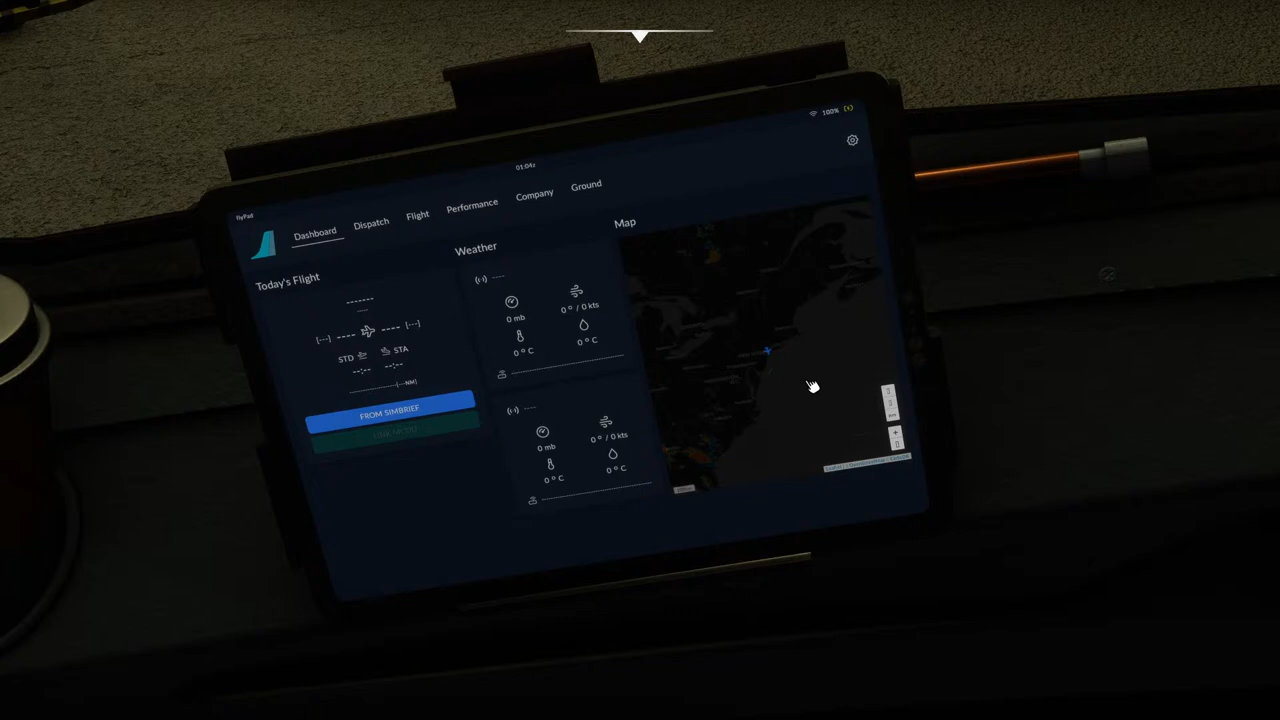 100%
01:04z
flyPad
Dashboard
Dispatch
Flight
Performance
Company
Ground
Today's Flight
-------
----
[---] ---- ---- [---]
STD STA
--:-- --:--
[---NM]
FROM SIMBRIEF
Weather
----
0 mb
0 ° / 0 kts
0 ° C
0 ° C
----
0 mb
0 ° / 0 kts
0 ° C
0 ° C
Map
+